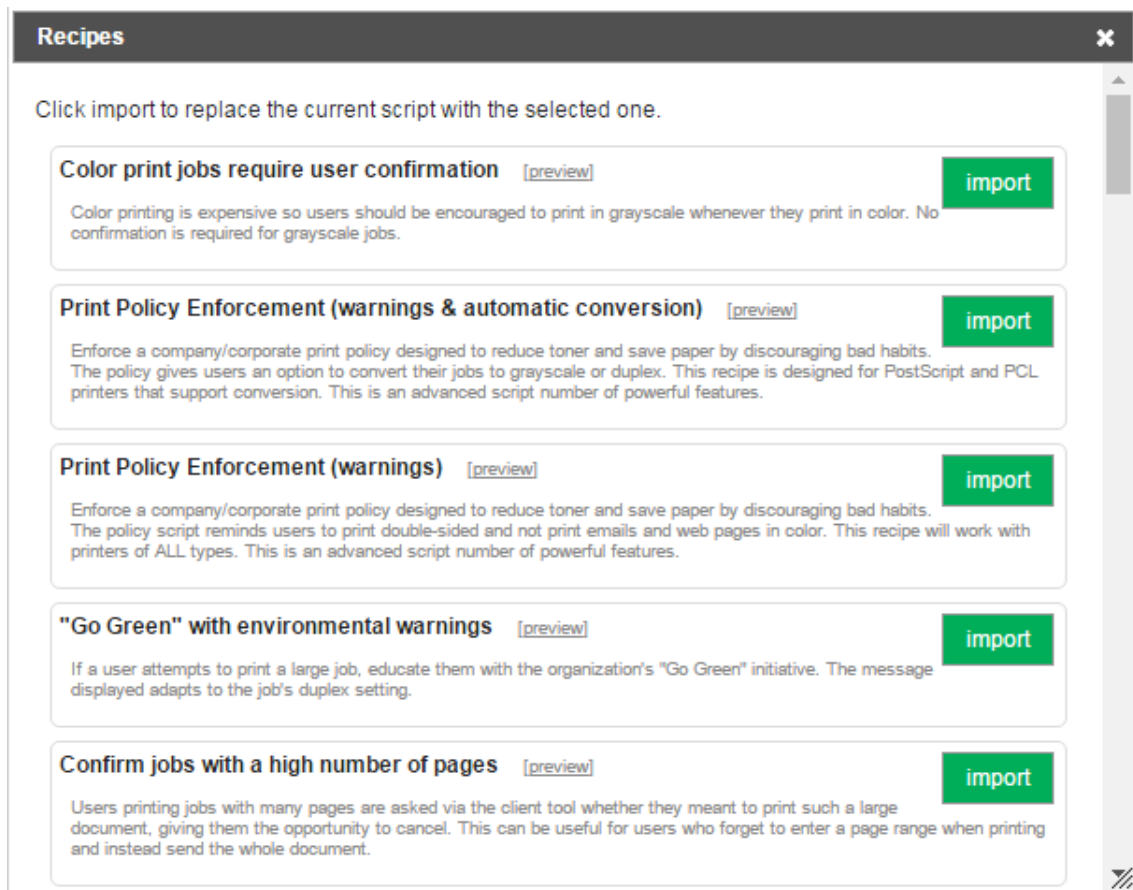 Recipes
Click import to replace the current script with the selected one.
Color print jobs require user confirmation [preview]
import
Color printing is expensive so users should be encouraged to print in grayscale whenever they print in color. No
confirmation is required for grayscale jobs.
Print Policy Enforcement (warnings & automatic conversion) [preview]
import
Enforce a company/corporate print policy designed to reduce toner and save paper by discouraging bad habits.
The policy gives users an option to convert their jobs to grayscale or duplex. This recipe is designed for PostScript and PCL
printers that support conversion. This is an advanced script number of powerful features.
Print Policy Enforcement (warnings) [preview]
import
Enforce a company/corporate print policy designed to reduce toner and save paper by discouraging bad habits.
The policy script reminds users to print double-sided and not print emails and web pages in color. This recipe will work with
printers of ALL types. This is an advanced script number of powerful features.
"Go Green" with environmental warnings [preview]
import
If a user attempts to print a large job, educate them with the organization's "Go Green" initiative. The message
displayed adapts to the job's duplex setting.
Confirm jobs with a high number of pages [preview]
import
Users printing jobs with many pages are asked via the client tool whether they meant to print such a large
document, giving them the opportunity to cancel. This can be useful for users who forget to enter a page range when printing
and instead send the whole document.